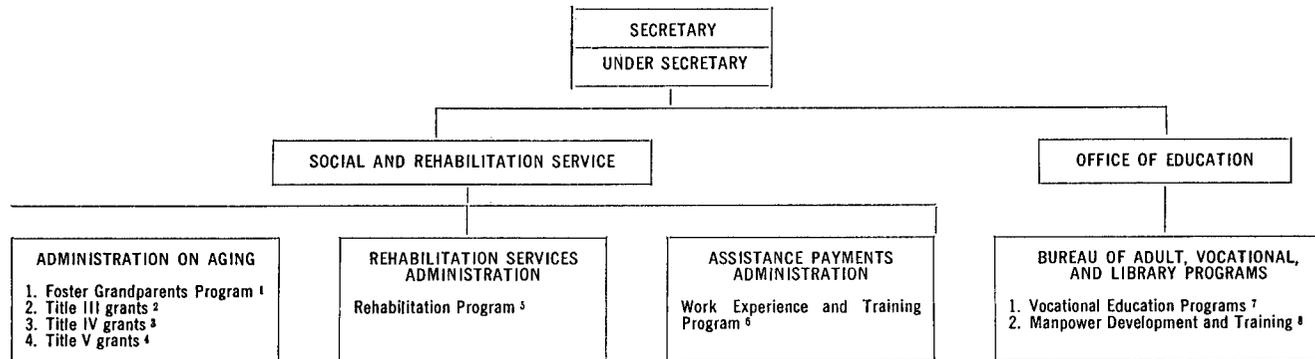 SECRETARY
UNDER SECRETARY
SOCIAL AND REHABILITATION SERVICE
OFFICE OF EDUCATION
ADMINISTRATION ON AGING
1. Foster Grandparents Program ¹
2. Title III grants ²
3. Title IV grants ³
4. Title V grants ⁴
REHABILITATION SERVICES
ADMINISTRATION
Rehabilitation Program ⁵
ASSISTANCE PAYMENTS
ADMINISTRATION
Work Experience and Training
Program ⁶
BUREAU OF ADULT, VOCATIONAL,
AND LIBRARY PROGRAMS
1. Vocational Education Programs ⁷
2. Manpower Development and Training ⁸